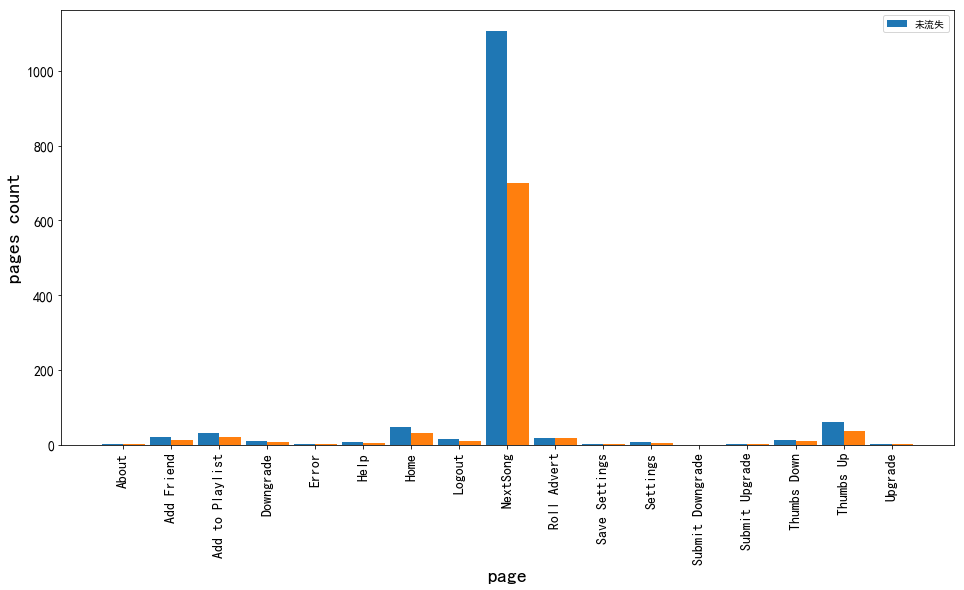 未流失
pages count
1000
800
600
400
200
0
About
Add Friend
Add to Playlist
Downgrade
Error
Help
Home
Logout
NextSong
Roll Advert
Save Settings
Settings
Submit Downgrade
Submit Upgrade
Thumbs Down
Thumbs Up
Upgrade
page